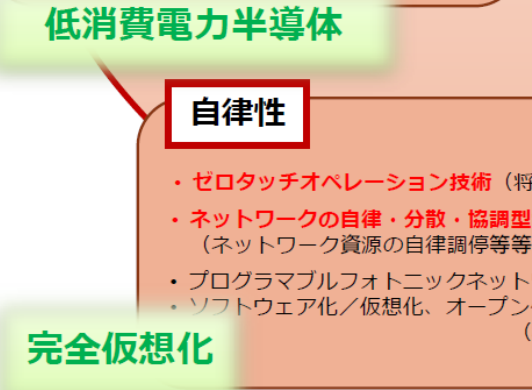 低消費電力半導体
自律性
・ゼロタッチオペレーション技術（将
・ネットワークの自律・分散・協調型
（ネットワーク資源の自律調停等等
・プログラマブルフォトニックネット
・ソフトウェア化／仮想化、オープン
（
完全仮想化